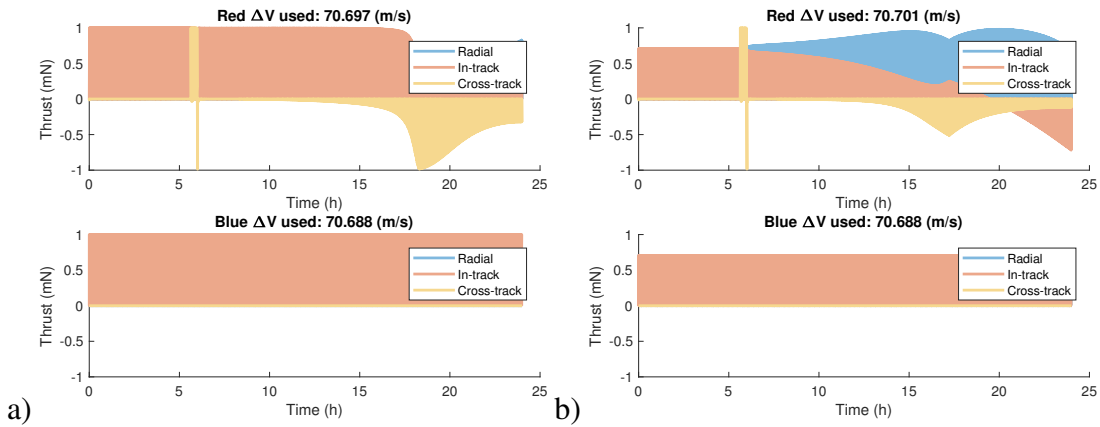 Red ΔV used: 70.697 (m/s)
1
0.5
0
-0.5
-1
Thrust (mN)
Radial
In-track
Cross-track
0 5 10 15 20 25
Time (h)
Blue ΔV used: 70.688 (m/s)
1
0.5
0
-0.5
-1
Thrust (mN)
Radial
In-track
Cross-track
0 5 10 15 20 25
Time (h)
a)
Red ΔV used: 70.701 (m/s)
1
0.5
0
-0.5
-1
Thrust (mN)
Radial
In-track
Cross-track
0 5 10 15 20 25
Time (h)
Blue ΔV used: 70.688 (m/s)
1
0.5
0
-0.5
-1
Thrust (mN)
Radial
In-track
Cross-track
0 5 10 15 20 25
Time (h)
b)